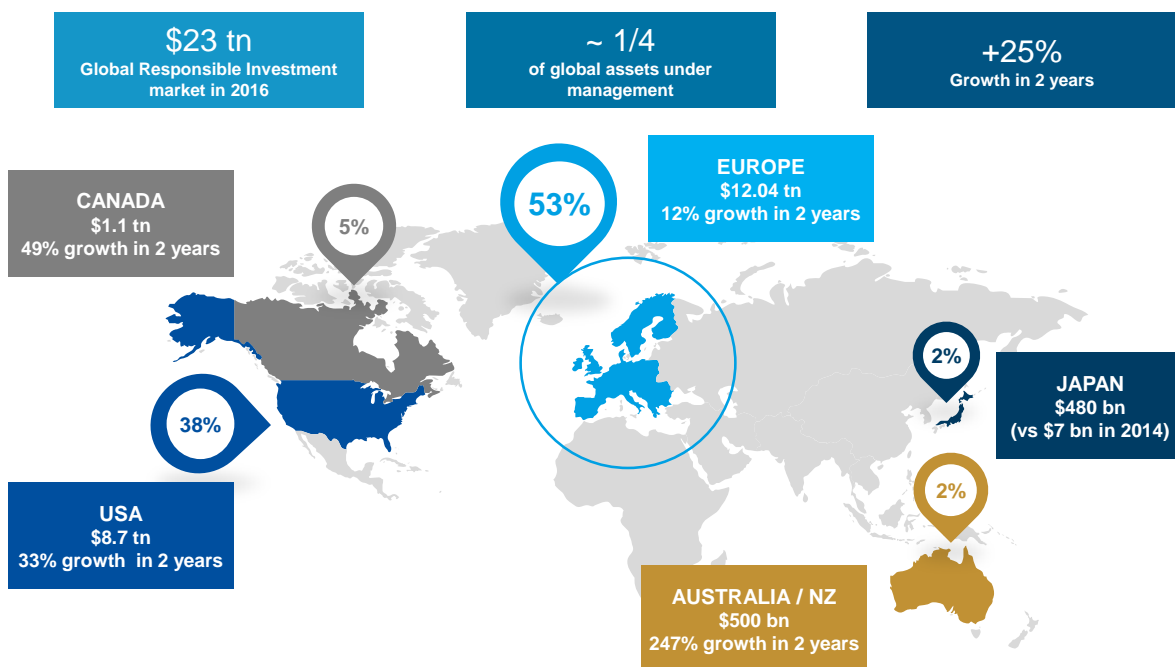 $23 tn
Global Responsible Investment
market in 2016
~ 1/4
of global assets under
management
+25%
Growth in 2 years
CANADA
$1.1 tn
49% growth in 2 years
5%
53%
EUROPE
$12.04 tn
12% growth in 2 years
38%
USA
$8.7 tn
33% growth  in 2 years
2%
JAPAN
$480 bn
(vs $7 bn in 2014)
2%
AUSTRALIA / NZ
$500 bn
247% growth in 2 years